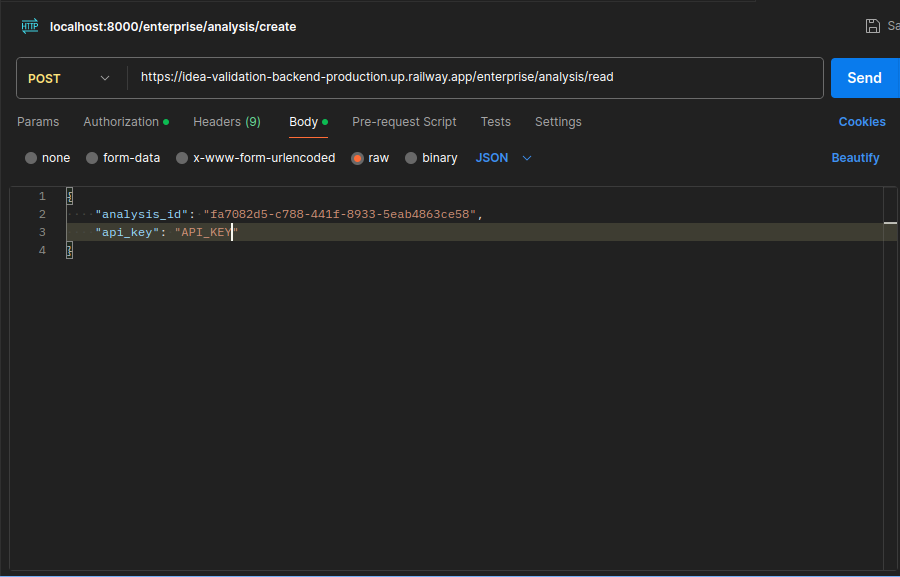 HTTP localhost:8000/enterprise/analysis/create Sa
POST https://idea-validation-backend-production.up.railway.app/enterprise/analysis/read Send
Params Authorization Headers (9) Body Pre-request Script Tests Settings Cookies
none form-data x-www-form-urlencoded raw binary JSON Beautify
1 {
2 "analysis_id": "fa7082d5-c788-441f-8933-5eab4863ce58",
3 "api_key": "API_KEY"
4 }